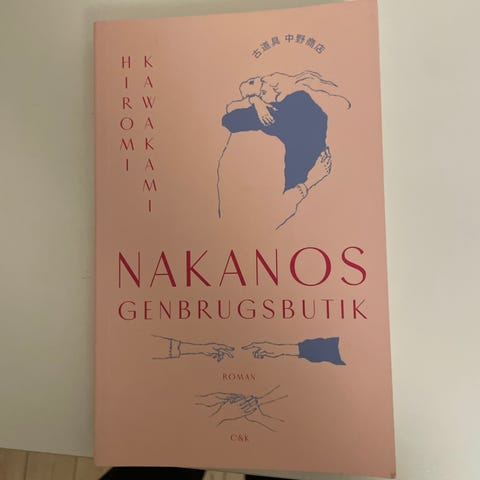 HIROMI
KAWAKAMI
古道具 中野商店
NAKANOS
GENBRUGSBUTIK
ROMAN
C&K